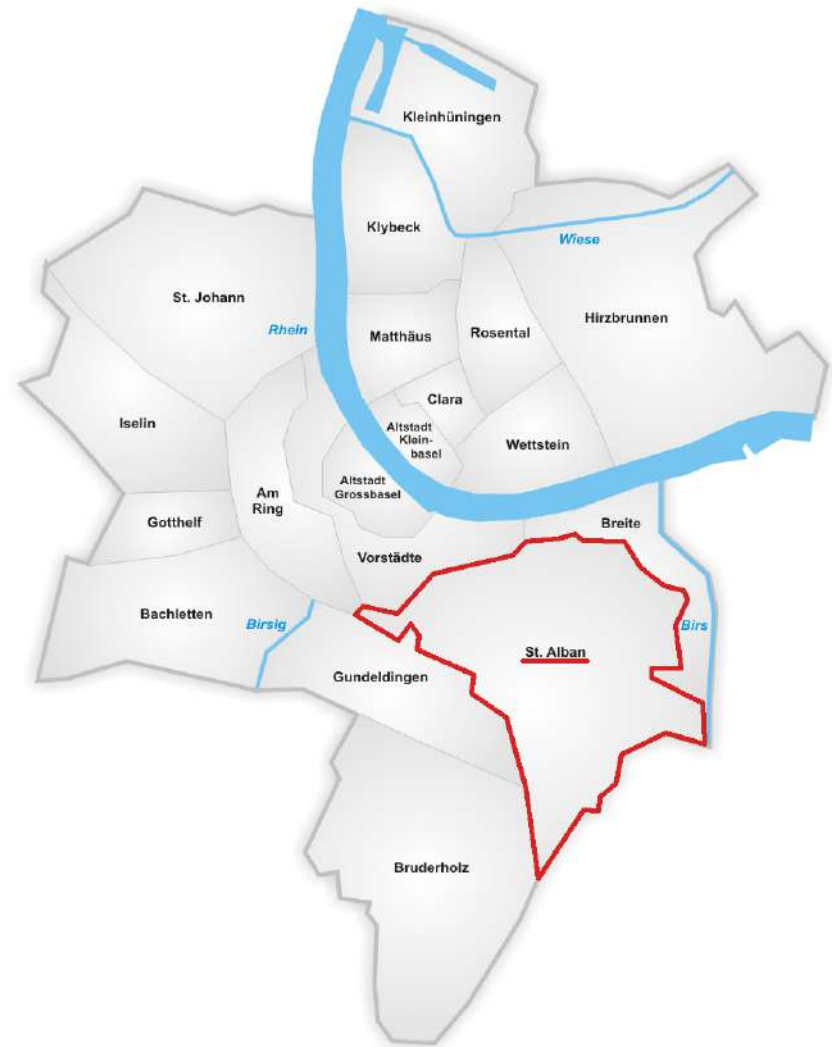 Kleinhüningen
Klybeck
Wiese
St. Johann
Hirzbrunnen
Rhein
Matthäus
Rosental
Clara
Iselin
Altstadt
Klein-
basel
Wettstein
Altstadt
Grossbasel
Am
Ring
Gotthelf
Breite
Vorstädte
Bachletten
Birsig
Birs
St. Alban
Gundeldingen
Bruderholz